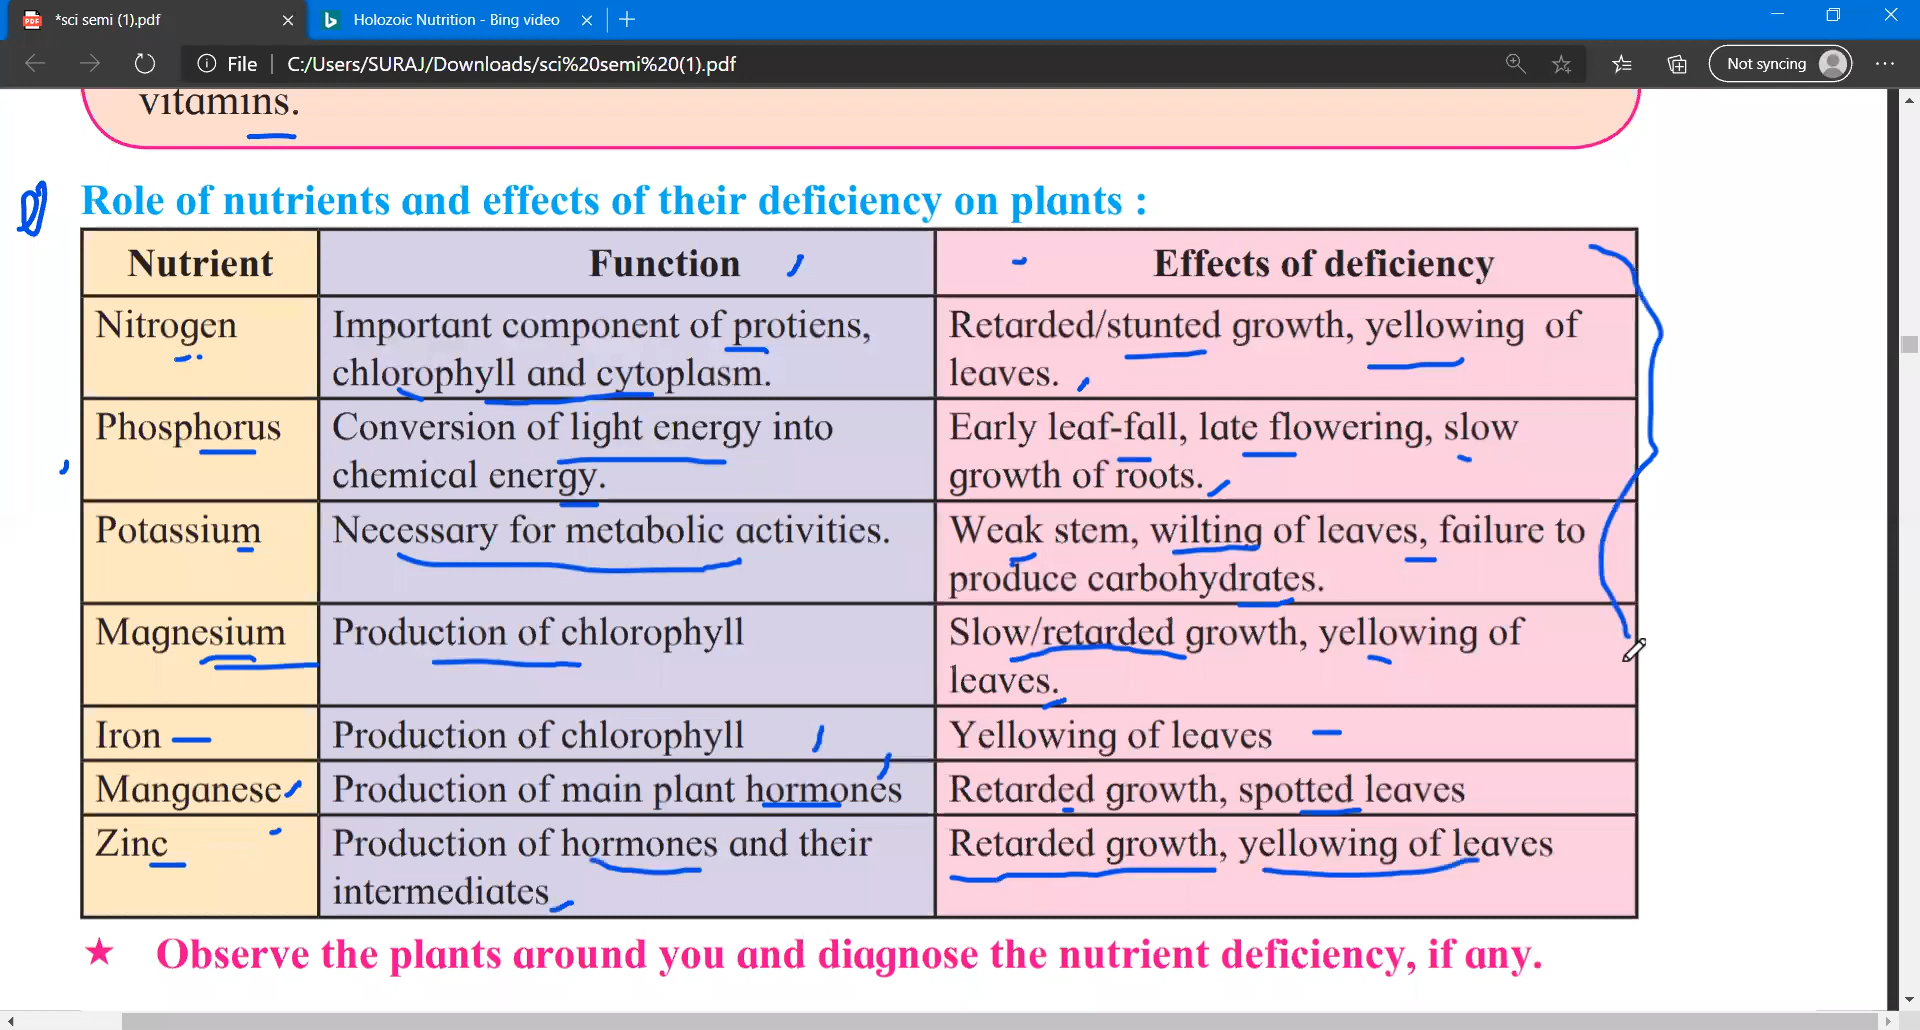 *sci semi (1).pdf
Holozoic Nutrition - Bing video
File
C:/Users/SURAJ/Downloads/sci%20semi%20(1).pdf
Not syncing
vitamins.
Role of nutrients and effects of their deficiency on plants :
Nutrient
Function
Effects of deficiency
Nitrogen
Important component of protiens,
chlorophyll and cytoplasm.
Retarded/stunted growth, yellowing of
leaves.
Phosphorus
Conversion of light energy into
chemical energy.
Early leaf-fall, late flowering, slow
growth of roots.
Potassium
Necessary for metabolic activities.
Weak stem, wilting of leaves, failure to
produce carbohydrates.
Magnesium
Production of chlorophyll
Slow/retarded growth, yellowing of
leaves.
Iron
Production of chlorophyll
Yellowing of leaves
Manganese
Production of main plant hormones
Retarded growth, spotted leaves
Zinc
Production of hormones and their
intermediates
Retarded growth, yellowing of leaves
★ Observe the plants around you and diagnose the nutrient deficiency, if any.